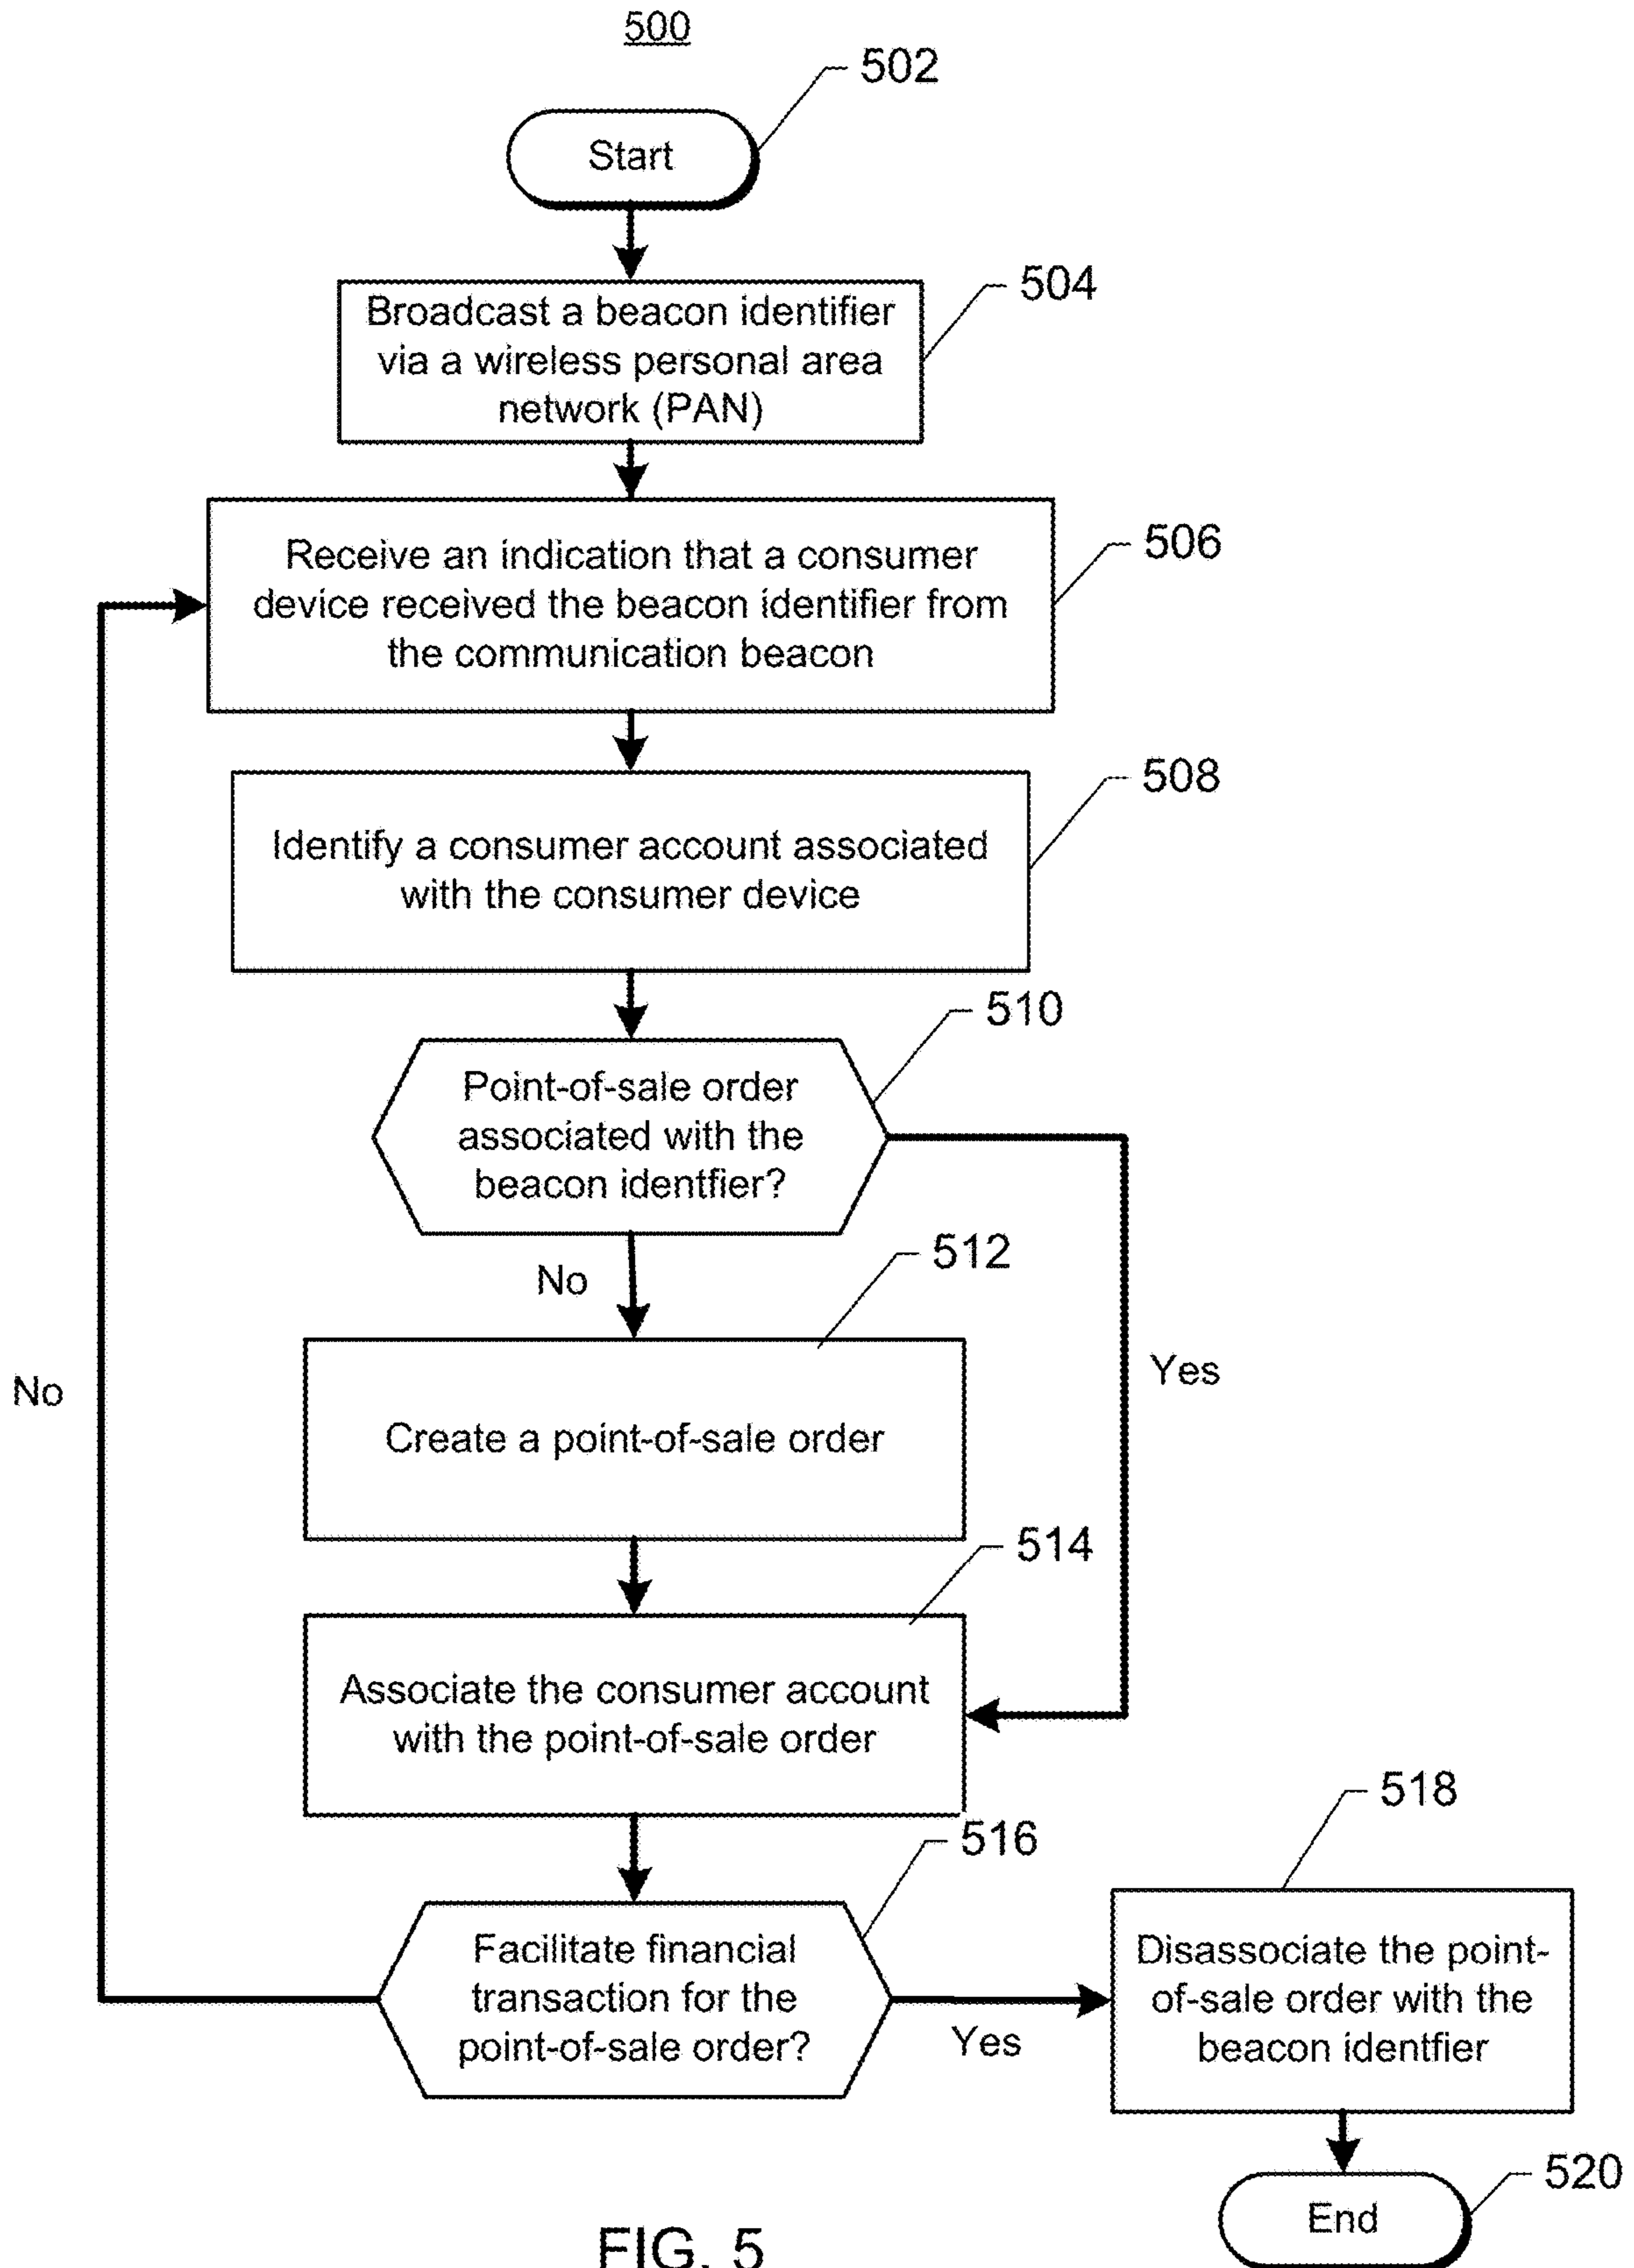 500
502
Start
504
Broadcast a beacon identifier
via a wireless personal area
network (PAN)
506
Receive an indication that a consumer
device received the beacon identifier from
the communication beacon
508
Identify a consumer account associated
with the consumer device
510
Point-of-sale order
associated with the
beacon identfier?
No
Yes
512
Create a point-of-sale order
No
514
Associate the consumer account
with the point-of-sale order
516
Facilitate financial
transaction for the
point-of-sale order?
Yes
518
Disassociate the point-
of-sale order with the
beacon identfier
520
End
FIG. 5